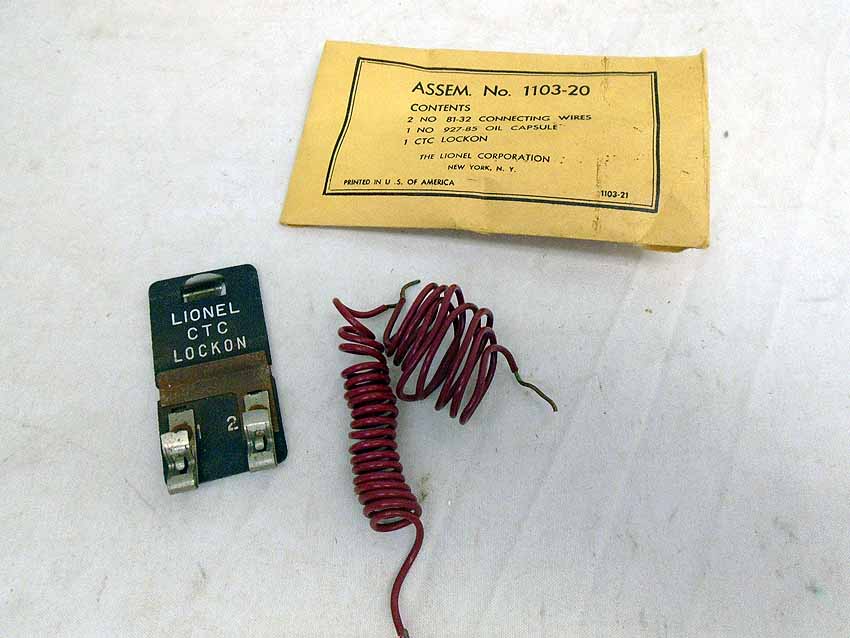 ASSEM. No. 1103-20
CONTENTS
2 NO 81-32 CONNECTING WIRES
1 NO 927-85 OIL CAPSULE
1 CTC LOCKON
THE LIONEL CORPORATION
NEW YORK, N. Y.
PRINTED IN U .S. OF AMERICA
1103-21
LIONEL
CTC
LOCKON
1 2